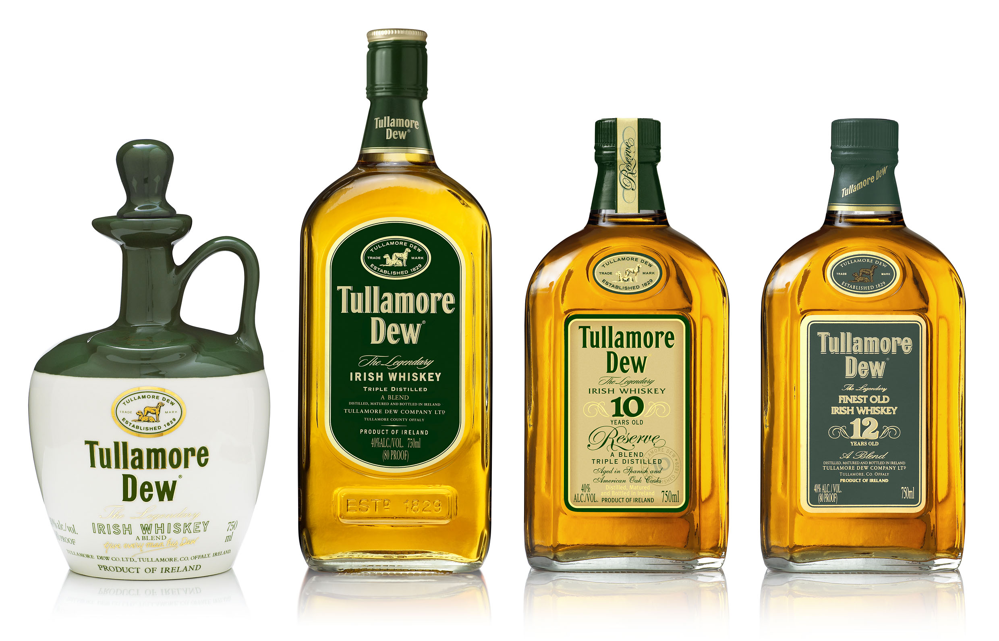 TULLAMORE DEW
TRADE MARK
ESTABLISHED 1829
Tullamore
Dew®
The Legendary
alc./vol.
PROOF
IRISH WHISKEY
750
ml
A BLEND
Give every man his Dew
TULLAMORE DEW CO. LTD., TULLAMORE, CO. OFFALY, IRELAND.
PRODUCT OF IRELAND
Tullamore
Dew®
TULLAMORE DEW
TRADE MARK
ESTABLISHED 1829
Tullamore
Dew®
The Legendary
IRISH WHISKEY
TRIPLE DISTILLED
A BLEND
DISTILLED, MATURED AND BOTTLED IN IRELAND
TULLAMORE DEW COMPANY LTD
TULLAMORE COUNTY OFFALY
PRODUCT OF IRELAND
40%ALC./VOL. 750ml
(80 PROOF)
ESTD 1829
Reserve
TULLAMORE DEW
TRADE MARK
ESTABLISHED 1829
Tullamore
Dew
The Legendary
IRISH WHISKEY
10
YEARS OLD
Reserve
A BLEND
TRIPLE DISTILLED
Aged in Spanish and
American Oak Casks
Distilled, Matured
and Bottled in Ireland
40%
ALC./VOL. PRODUCT OF IRELAND 750ml
Tullamore Dew
TULLAMORE DEW
TRADE MARK
ESTABLISHED 1829
Tullamore
Dew®
The Legendary
FINEST OLD
IRISH WHISKEY
12
YEARS OLD
A Blend
DISTILLED, MATURED AND BOTTLED IN IRELAND
TULLAMORE DEW COMPANY LTD
TULLAMORE, CO. OFFALY
PRODUCT OF IRELAND
40% ALC./VOL.
(80 PROOF)
750ml